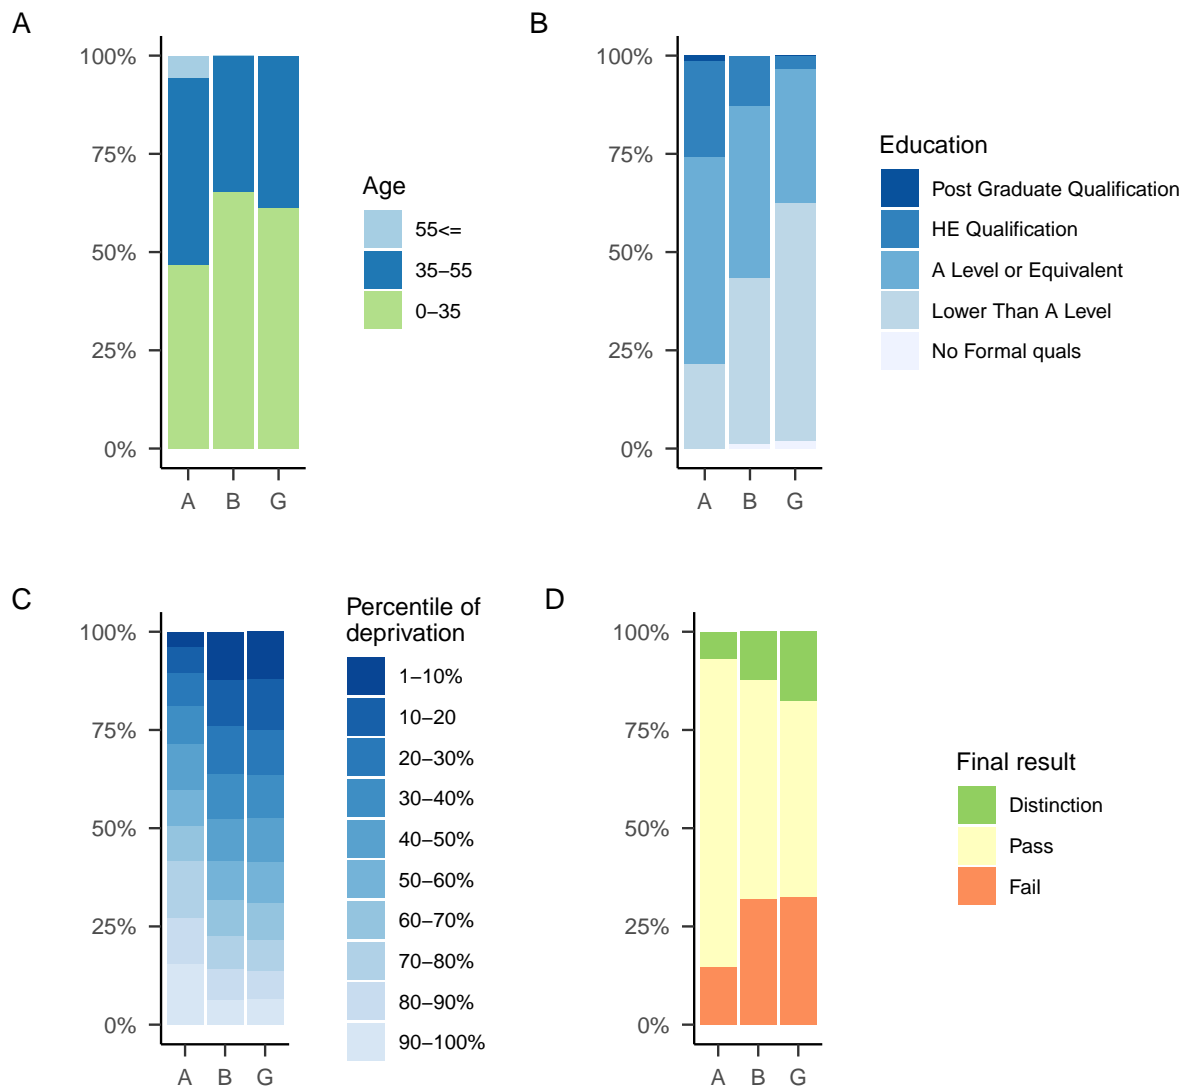 A
100%
75%
50%
25%
0%
A B G
Age
55<=
35−55
0−35
B
100%
75%
50%
25%
0%
A B G
Education
Post Graduate Qualification
HE Qualification
A Level or Equivalent
Lower Than A Level
No Formal quals
C
100%
75%
50%
25%
0%
A B G
Percentile of
deprivation
1−10%
10−20
20−30%
30−40%
40−50%
50−60%
60−70%
70−80%
80−90%
90−100%
D
100%
75%
50%
25%
0%
A B G
Final result
Distinction
Pass
Fail